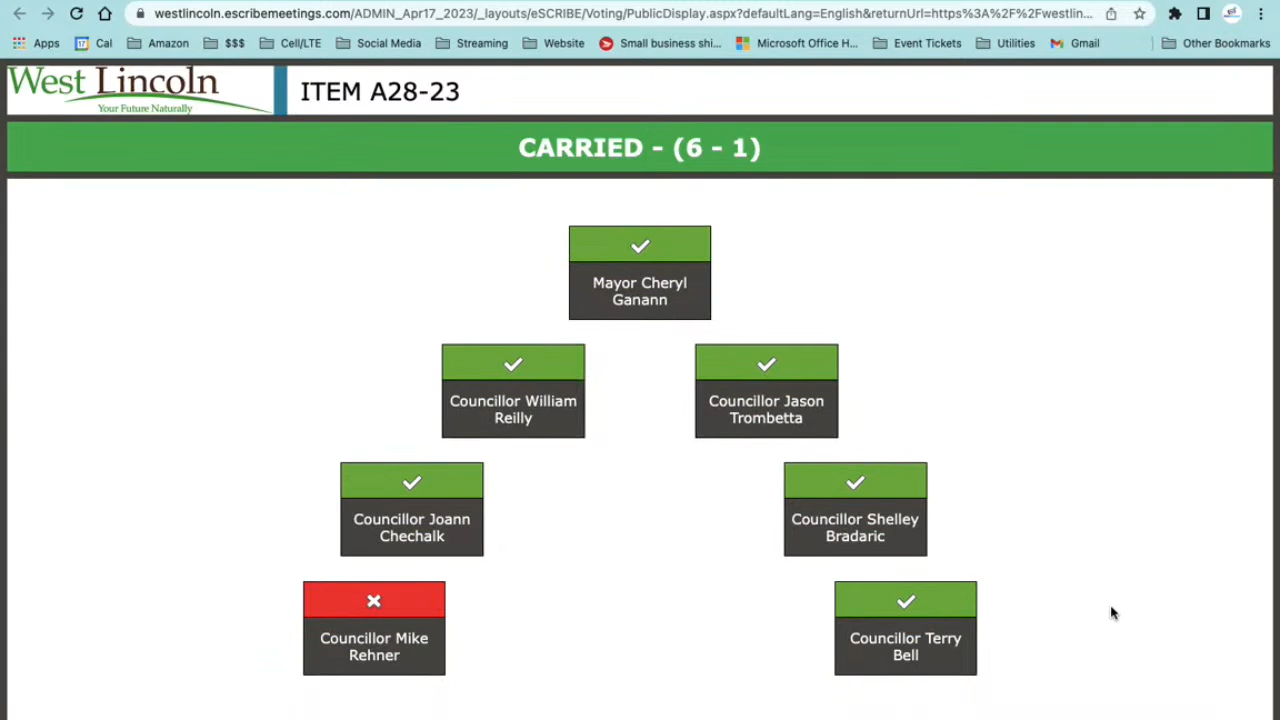 westlincoln.escribemeetings.com/ADMIN_Apr17_2023/_layouts/eSCRIBE/Voting/PublicDisplay.aspx?defaultLang=English&returnUrl=https%3A%2F%2Fwestlin...
Apps
17 Cal
Amazon
$$$
Cell/LTE
Social Media
Streaming
Website
Small business shi...
Microsoft Office H...
Event Tickets
Utilities
Gmail
Other Bookmarks
West Lincoln
Your Future Naturally
ITEM A28-23
CARRIED - (6 - 1)
Mayor Cheryl
Ganann
Councillor William
Reilly
Councillor Jason
Trombetta
Councillor Joann
Chechalk
Councillor Shelley
Bradaric
Councillor Mike
Rehner
Councillor Terry
Bell